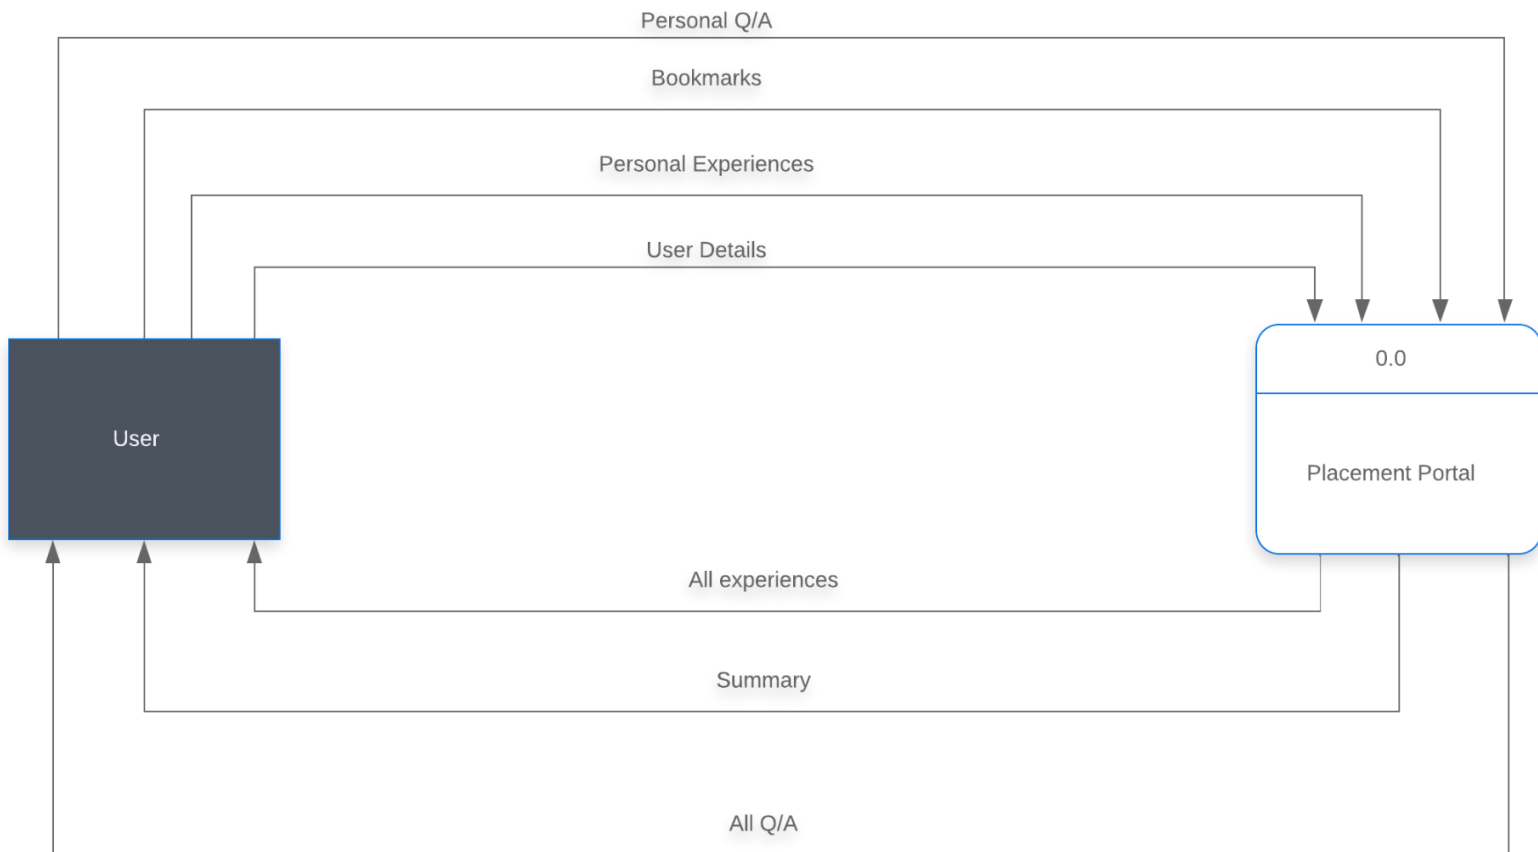 Personal Q/A
Bookmarks
Personal Experiences
User Details
0.0
User
Placement Portal
All experiences
Summary
All Q/A